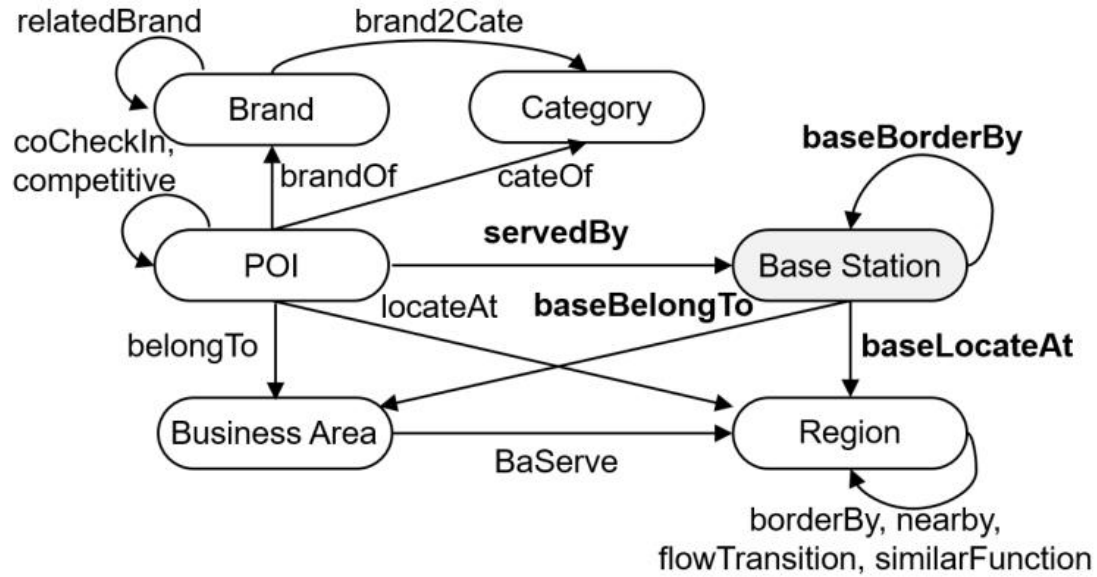 relatedBrand
brand2Cate
Brand
Category
coCheckIn,
competitive
brandOf
cateOf
baseBorderBy
servedBy
POI
Base Station
locateAt
baseBelongTo
belongTo
baseLocateAt
Business Area
Region
BaServe
borderBy, nearby,
flowTransition, similarFunction